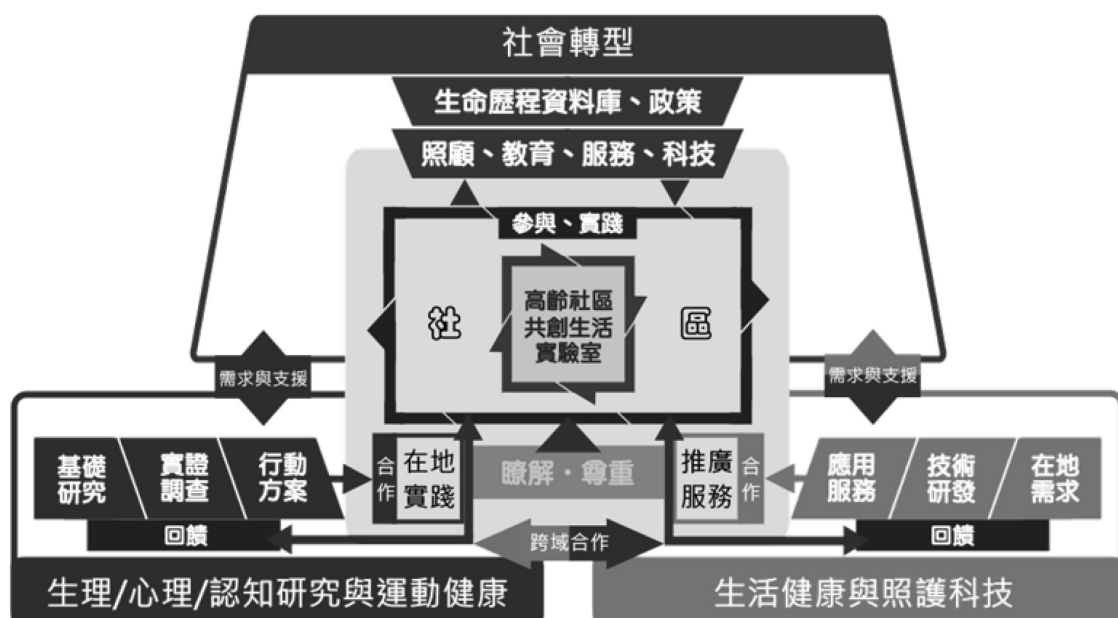 社會轉型
生命歷程資料庫、政策
照顧、教育、服務、科技
參與、實踐
社
高齡社區
共創生活
實驗室
區
需求與支援
需求與支援
基礎
研究
實證
調查
行動
方案
合作
在地
實踐
瞭解・尊重
推廣
服務
合作
應用
服務
技術
研發
在地
需求
回饋
跨域合作
回饋
生理/心理/認知研究與運動健康
生活健康與照護科技